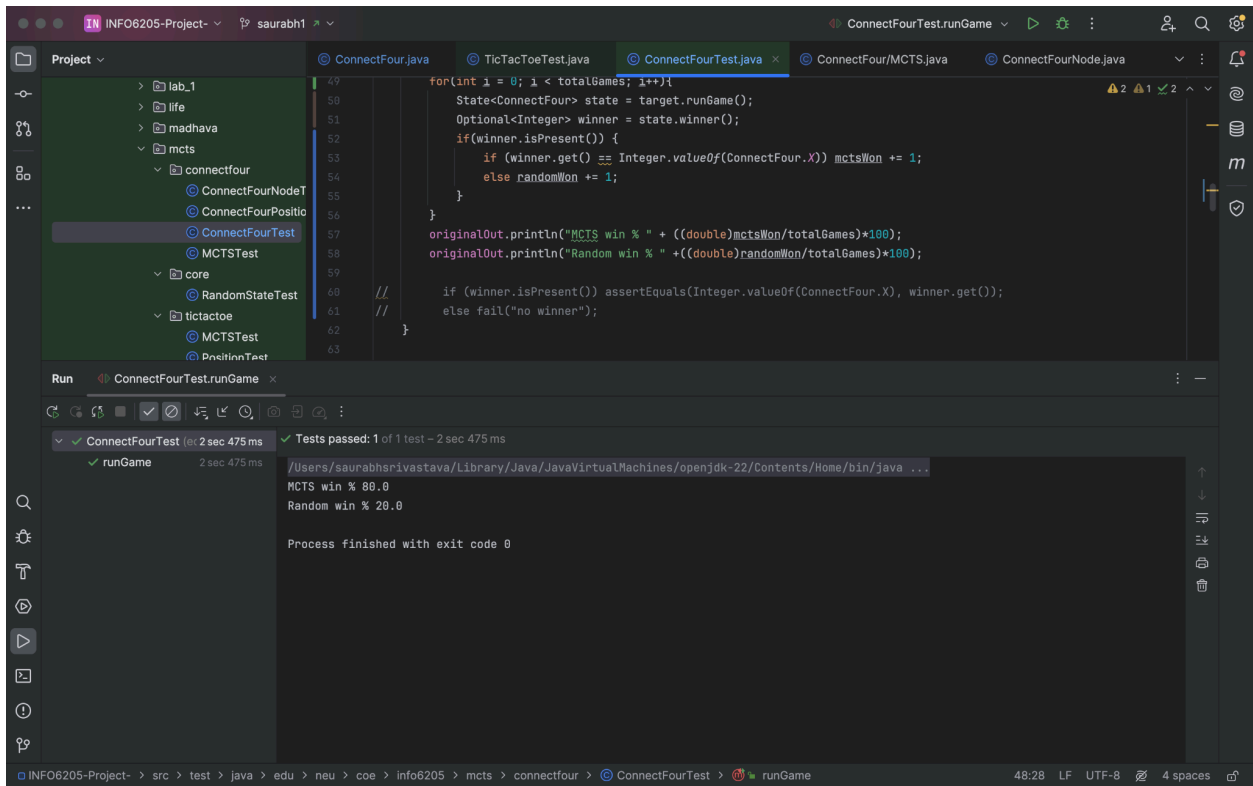 IN INFO6205-Project- saurabh1 ConnectFourTest.runGame
Project
ConnectFour.java TicTacToeTest.java ConnectFourTest.java ConnectFour/MCTS.java ConnectFourNode.java
lab_1
life
madhava
mcts
connectfour
ConnectFourNodeT
ConnectFourPositio
ConnectFourTest
MCTSTest
core
RandomStateTest
tictactoe
MCTSTest
PositionTest
2 1 2
49 for(int i = 0; i < totalGames; i++){
50 State<ConnectFour> state = target.runGame();
51 Optional<Integer> winner = state.winner();
52 if(winner.isPresent()) {
53 if (winner.get() == Integer.valueOf(ConnectFour.X)) mctsWon += 1;
54 else randomWon += 1;
55 }
56 }
57 originalOut.println("MCTS win % " + ((double)mctsWon/totalGames)*100);
58 originalOut.println("Random win % " +((double)randomWon/totalGames)*100);
59
60 // if (winner.isPresent()) assertEquals(Integer.valueOf(ConnectFour.X), winner.get());
61 // else fail("no winner");
62 }
63
m
Run ConnectFourTest.runGame
ConnectFourTest (ec 2 sec 475 ms
runGame 2 sec 475 ms
Tests passed: 1 of 1 test – 2 sec 475 ms
/Users/saurabhsrivastava/Library/Java/JavaVirtualMachines/openjdk-22/Contents/Home/bin/java ...
MCTS win % 80.0
Random win % 20.0
Process finished with exit code 0
INFO6205-Project- > src > test > java > edu > neu > coe > info6205 > mcts > connectfour > ConnectFourTest > runGame 48:28 LF UTF-8 4 spaces